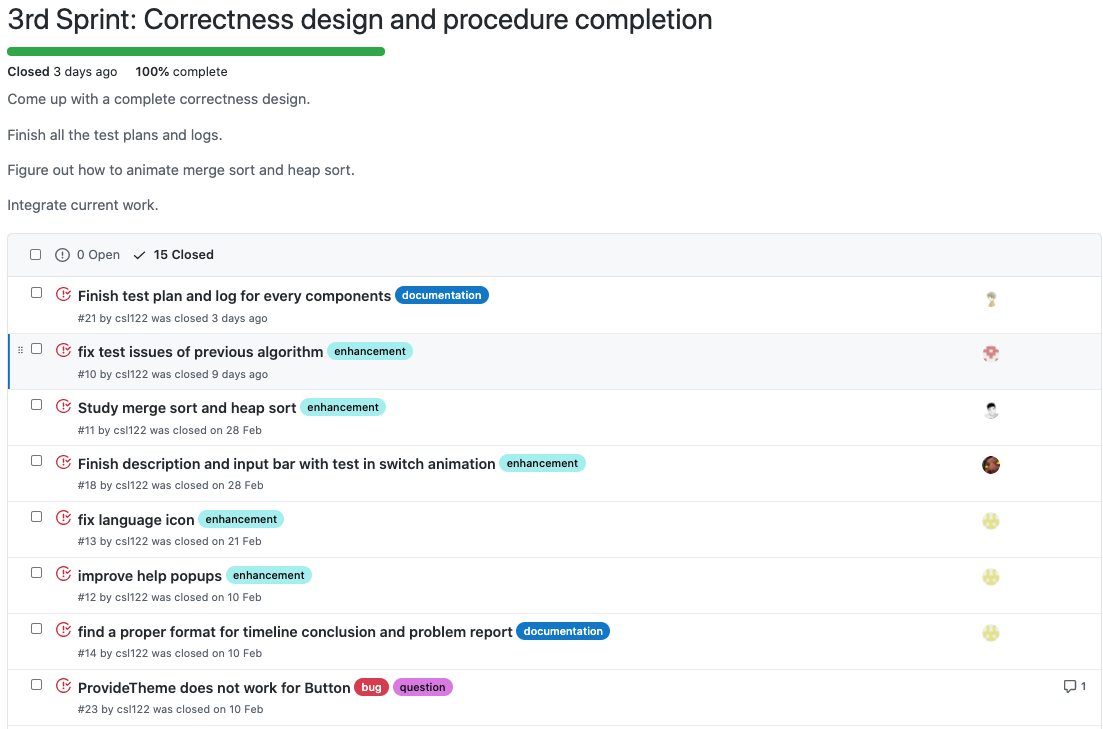 3rd Sprint: Correctness design and procedure completion
Closed 3 days ago 100% complete
Come up with a complete correctness design.
Finish all the test plans and logs.
Figure out how to animate merge sort and heap sort.
Integrate current work.
0 Open 15 Closed
Finish test plan and log for every components documentation
#21 by csl122 was closed 3 days ago
fix test issues of previous algorithm enhancement
#10 by csl122 was closed 9 days ago
Study merge sort and heap sort enhancement
#11 by csl122 was closed on 28 Feb
Finish description and input bar with test in switch animation enhancement
#18 by csl122 was closed on 28 Feb
fix language icon enhancement
#13 by csl122 was closed on 21 Feb
improve help popups enhancement
#12 by csl122 was closed on 10 Feb
find a proper format for timeline conclusion and problem report documentation
#14 by csl122 was closed on 10 Feb
ProvideTheme does not work for Button bug question 1
#23 by csl122 was closed on 10 Feb